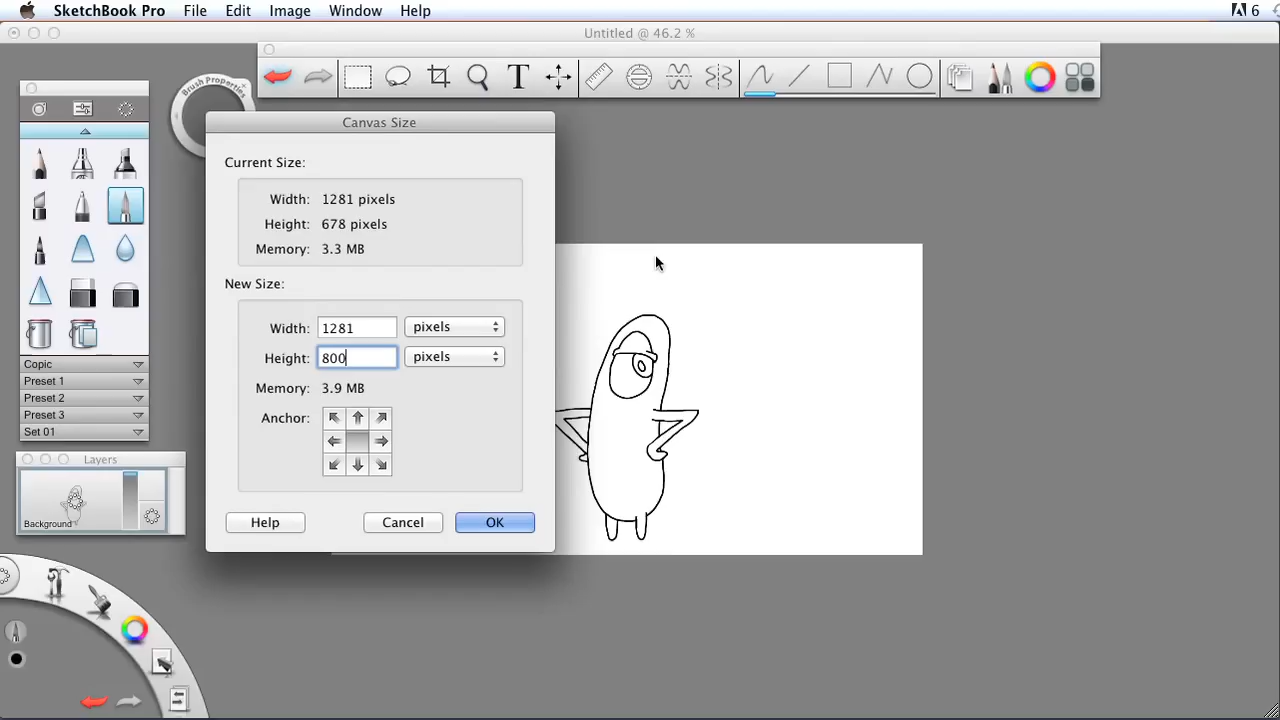 SketchBook Pro File Edit Image Window Help 6
Untitled @ 46.2 %
Brush Properties
T
Canvas Size
Current Size:
Width: 1281 pixels
Height: 678 pixels
Memory: 3.3 MB
New Size:
Width: 1281 pixels
Height: 800 pixels
Memory: 3.9 MB
Anchor:
Help Cancel OK
Copic
Preset 1
Preset 2
Preset 3
Set 01
Layers
Background